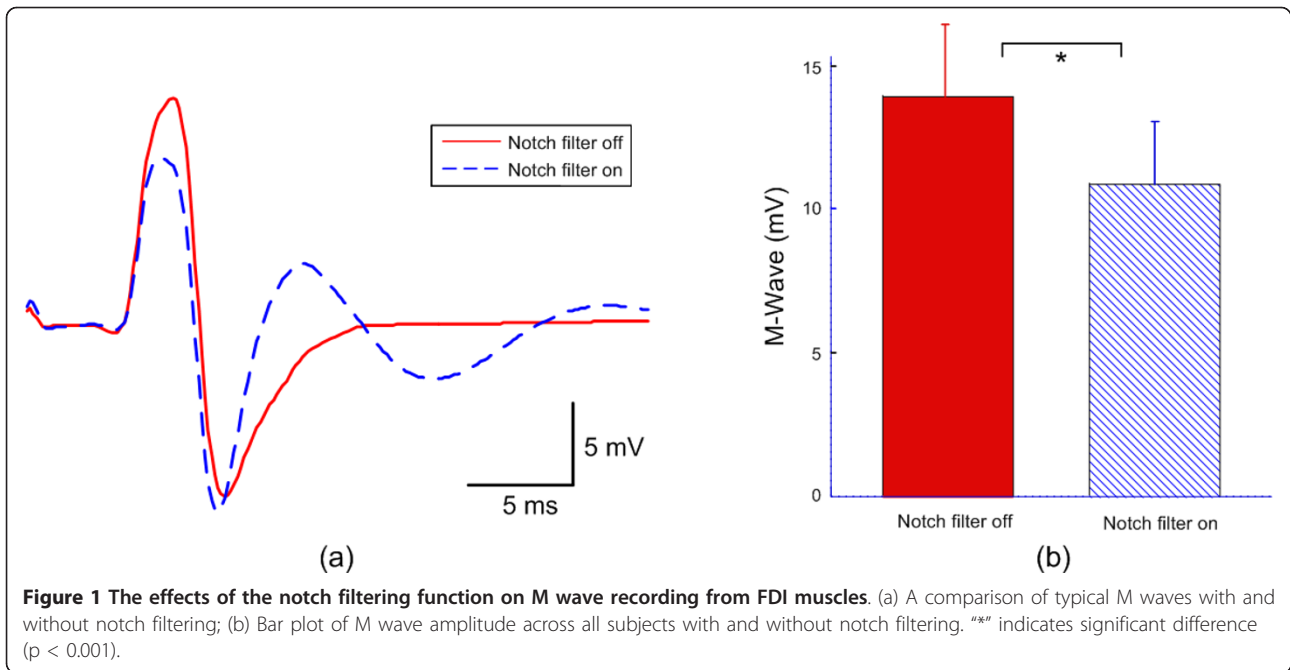 Notch filter off
Notch filter on
5 mV
5 ms
(a)
*
15
10
5
0
M-Wave (mV)
Notch filter off
Notch filter on
(b)
Figure 1 The effects of the notch filtering function on M wave recording from FDI muscles. (a) A comparison of typical M waves with and
without notch filtering; (b) Bar plot of M wave amplitude across all subjects with and without notch filtering. “*” indicates significant difference
(p < 0.001).